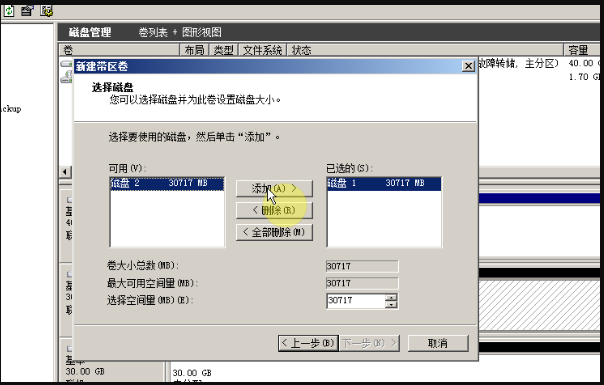 磁盘管理 卷列表 + 图形视图
卷 布局 类型 文件系统 状态 容量
新建带区卷
故障转储, 主分区) 40.00
1.70 G
选择磁盘
您可以选择磁盘并为此卷设置磁盘大小。
ackup
选择要使用的磁盘，然后单击“添加”。
可用(V): 已选的(S):
磁盘 2 30717 MB 添加(A) > 磁盘 1 30717 MB
< 删除(R)
< 全部删除(M)
卷大小总数(MB): 30717
最大可用空间量(MB): 30717
选择空间量(MB)(E): 30717
< 上一步(B) 下一步(N) > 取消
基本
30.00 GB 30.00 GB